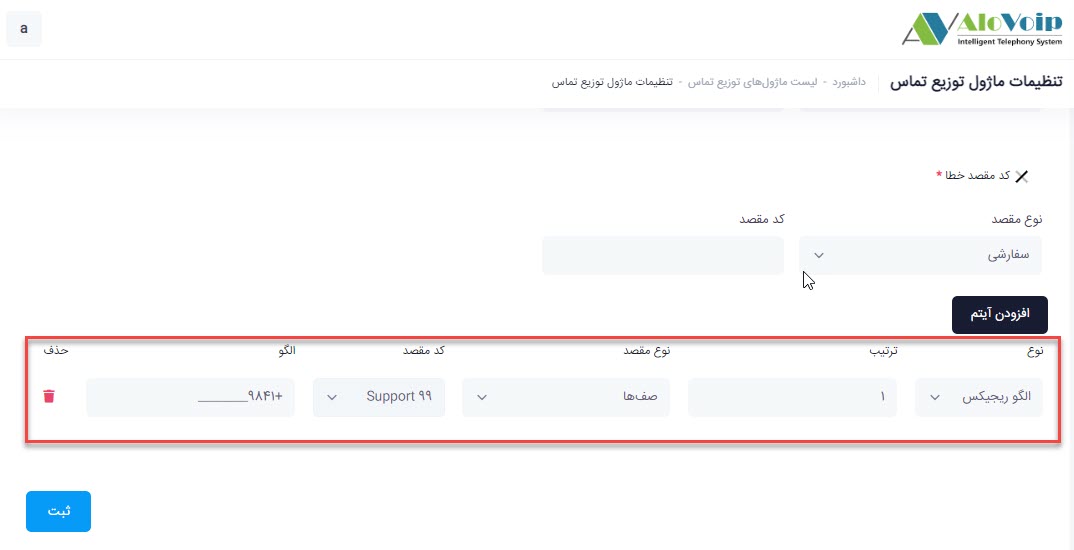 a
AloVoip
Intelligent Telephony System
تنظیمات ماژول توزیع تماس
داشبورد - لیست ماژول‌های توزیع تماس - تنظیمات ماژول توزیع تماس
کد مقصد خطا *
نوع مقصد کد مقصد
سفارشی
افزودن آیتم
نوع ترتیب نوع مقصد کد مقصد الگو حذف
الگو ریجیکس ۱ صف‌ها Support ۹۹ +۹۸۴۱________
ثبت